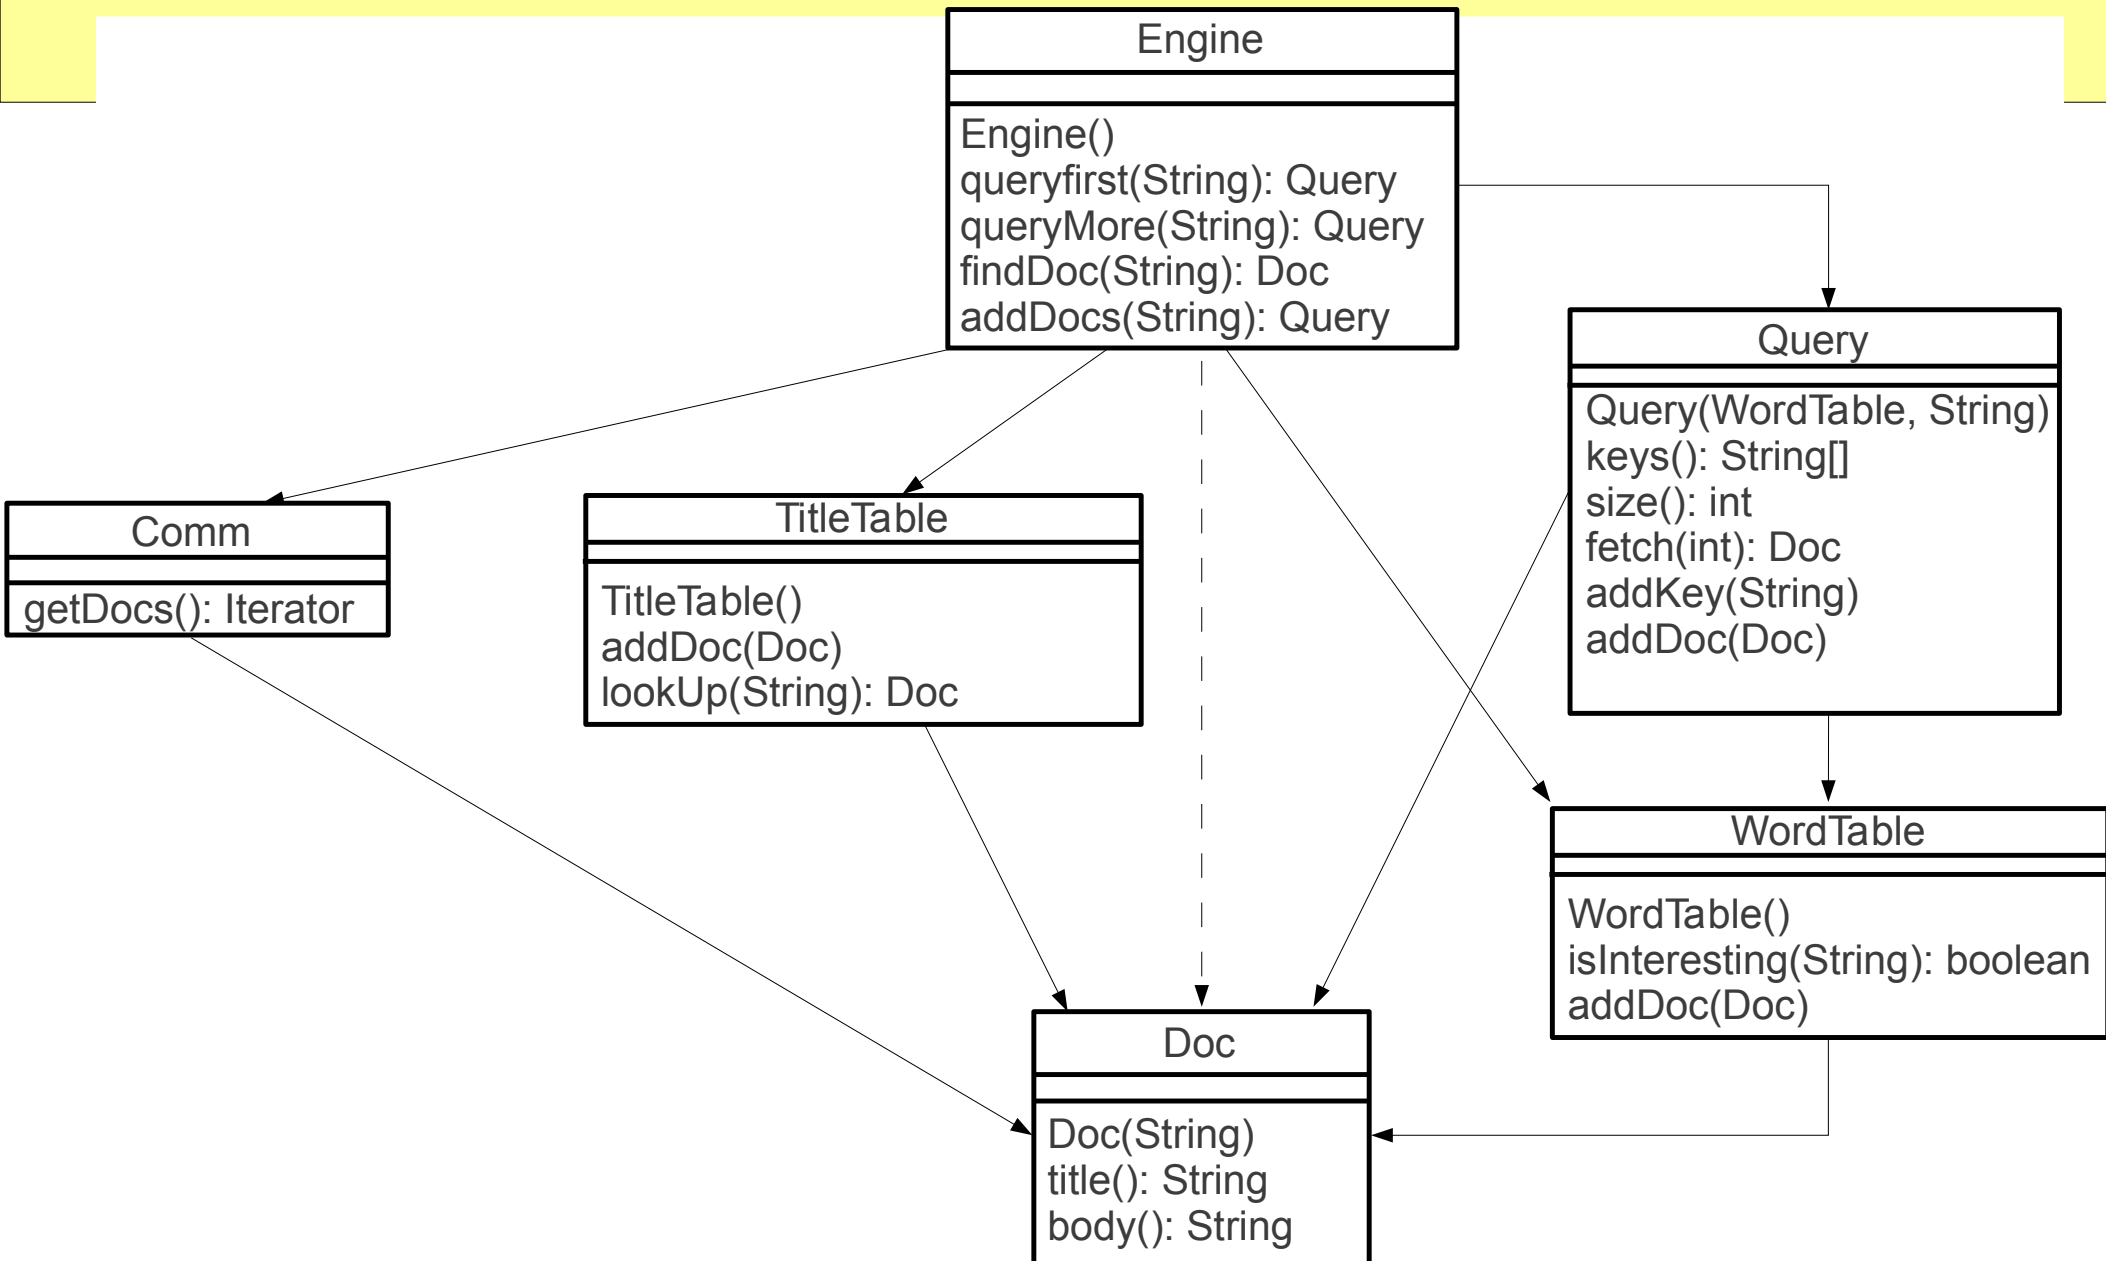 Engine
Engine()
queryfirst(String): Query
queryMore(String): Query
findDoc(String): Doc
addDocs(String): Query
Query
Query(WordTable, String)
keys(): String[]
size(): int
fetch(int): Doc
addKey(String)
addDoc(Doc)
Comm
getDocs(): Iterator
TitleTable
TitleTable()
addDoc(Doc)
lookUp(String): Doc
WordTable
WordTable()
isInteresting(String): boolean
addDoc(Doc)
Doc
Doc(String)
title(): String
body(): String